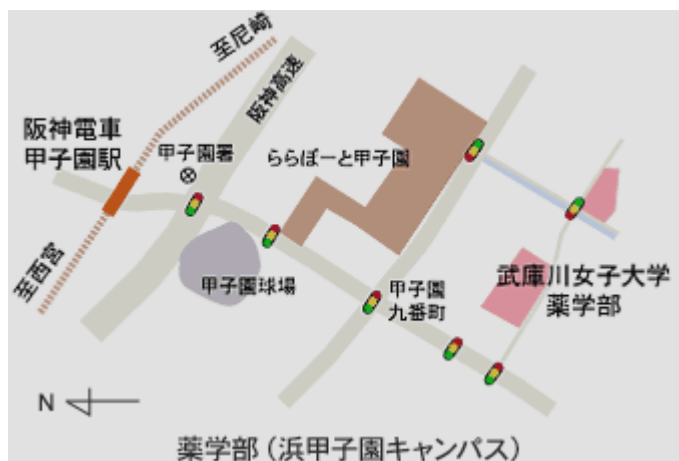 至尼崎
阪神高速
阪神電車
甲子園駅
甲子園署
ららぽーと甲子園
至西宮
甲子園球場
甲子園
九番町
武庫川女子大学
薬学部
N
薬学部（浜甲子園キャンパス）